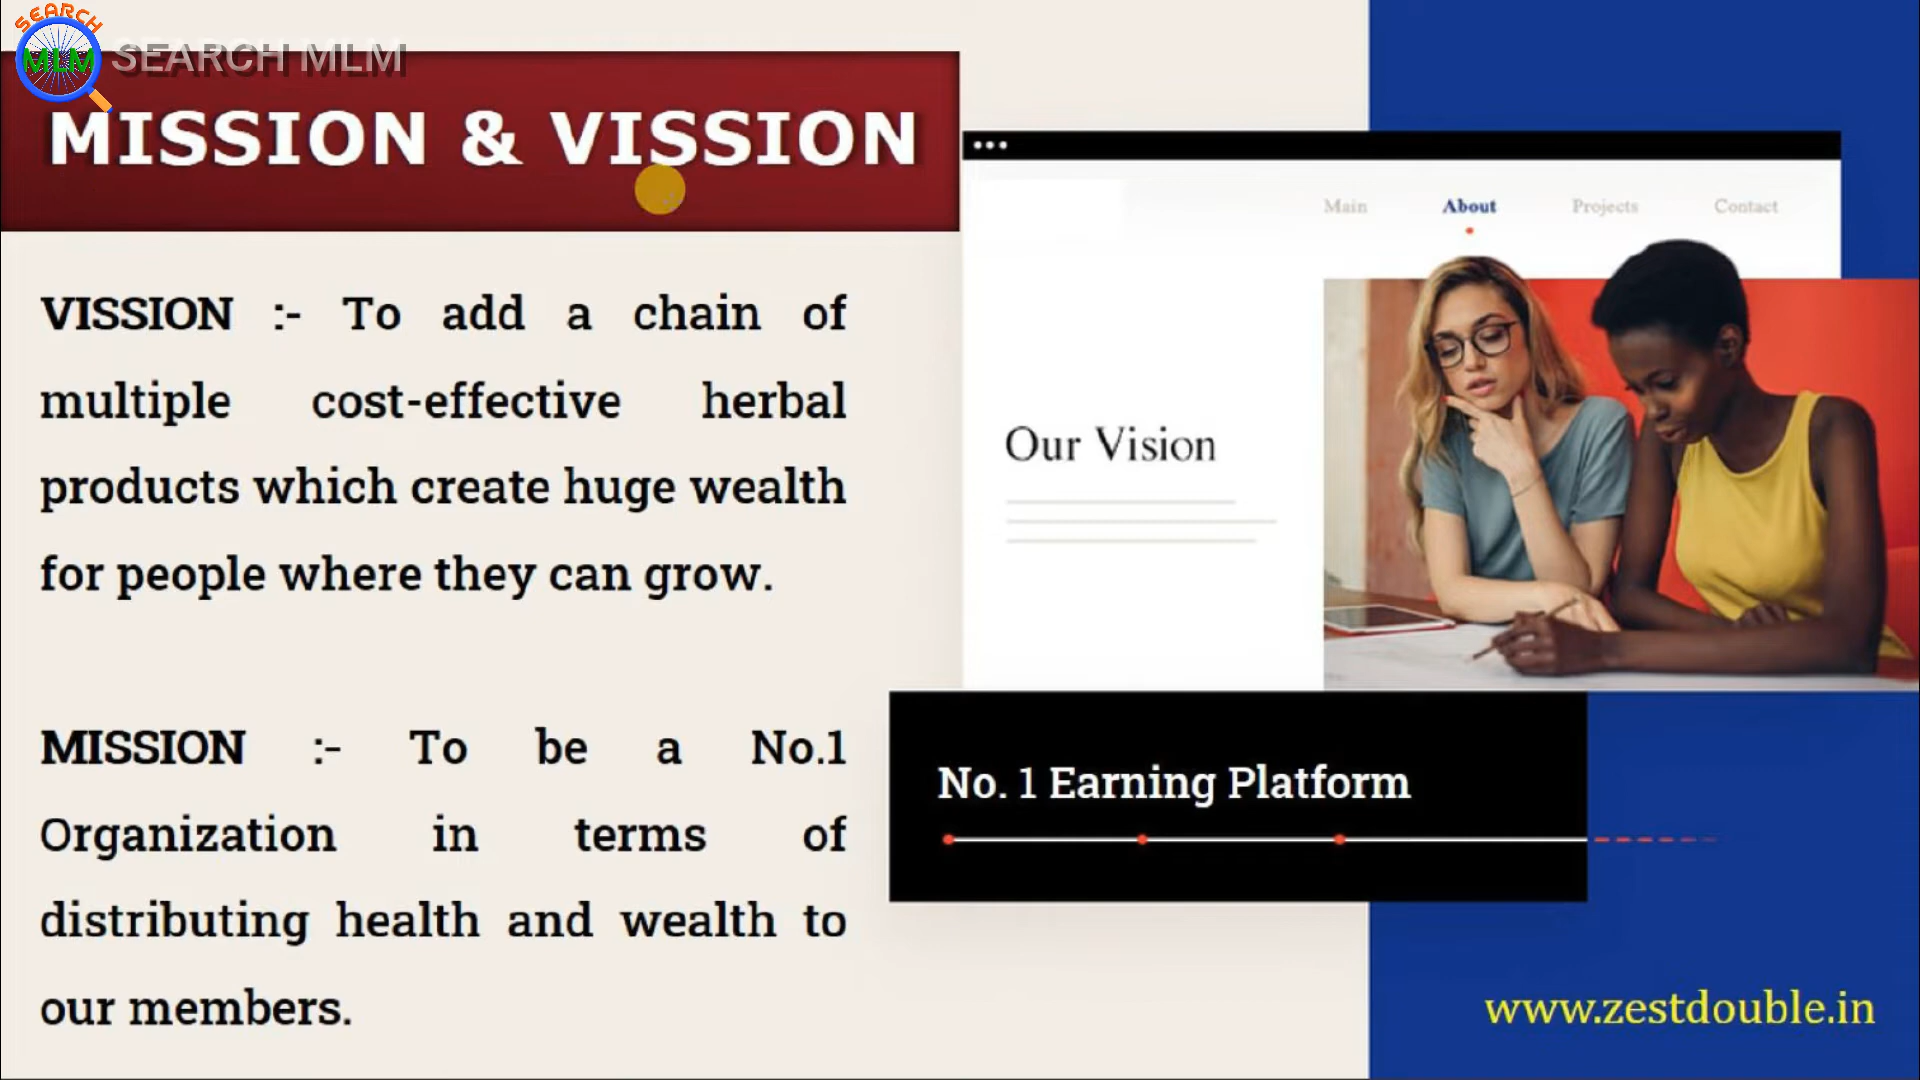 SEARCH
MLM
SEARCH MLM
MISSION & VISSION
VISSION :- To add a chain of
multiple cost-effective herbal
products which create huge wealth
for people where they can grow.
MISSION :- To be a No.1
Organization in terms of
distributing health and wealth to
our members.
Main About Projects Contact
Our Vision
No. 1 Earning Platform
www.zestdouble.in